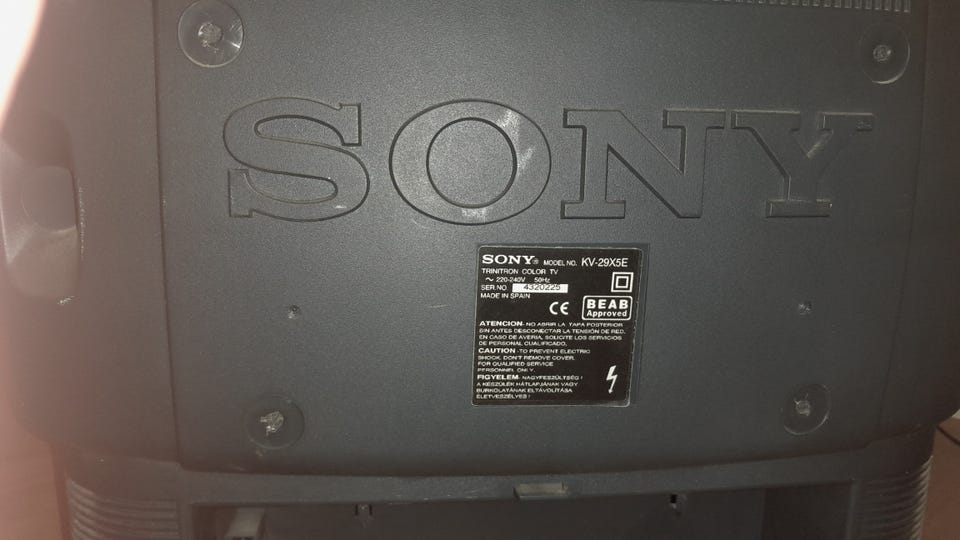 SONY
SONY® MODEL NO. KV-29X5E
TRINITRON COLOR TV
~ 220-240V 50Hz
SER.NO. 4320225
MADE IN SPAIN
CE BEAB
Approved
ATENCION- NO ABRIR LA TAPA POSTERIOR
SIN ANTES DESCONECTAR LA TENSIÓN DE RED.
EN CASO DE AVERIA, SOLICITE LOS SERVICIOS
DE PERSONAL CUALIFICADO.
CAUTION -TO PREVENT ELECTRIC
SHOCK, DON'T REMOVE COVER.
FOR QUALIFIED SERVICE
PERSONNEL ONLY.
FIGYELEM- NAGYFESZÜLTSÉG !
A KÉSZÜLÉK HÁTLAPJÁNAK VAGY
BURKOLATÁNAK ELTÁVOLÍTÁSA
ÉLETVESZÉLYES !